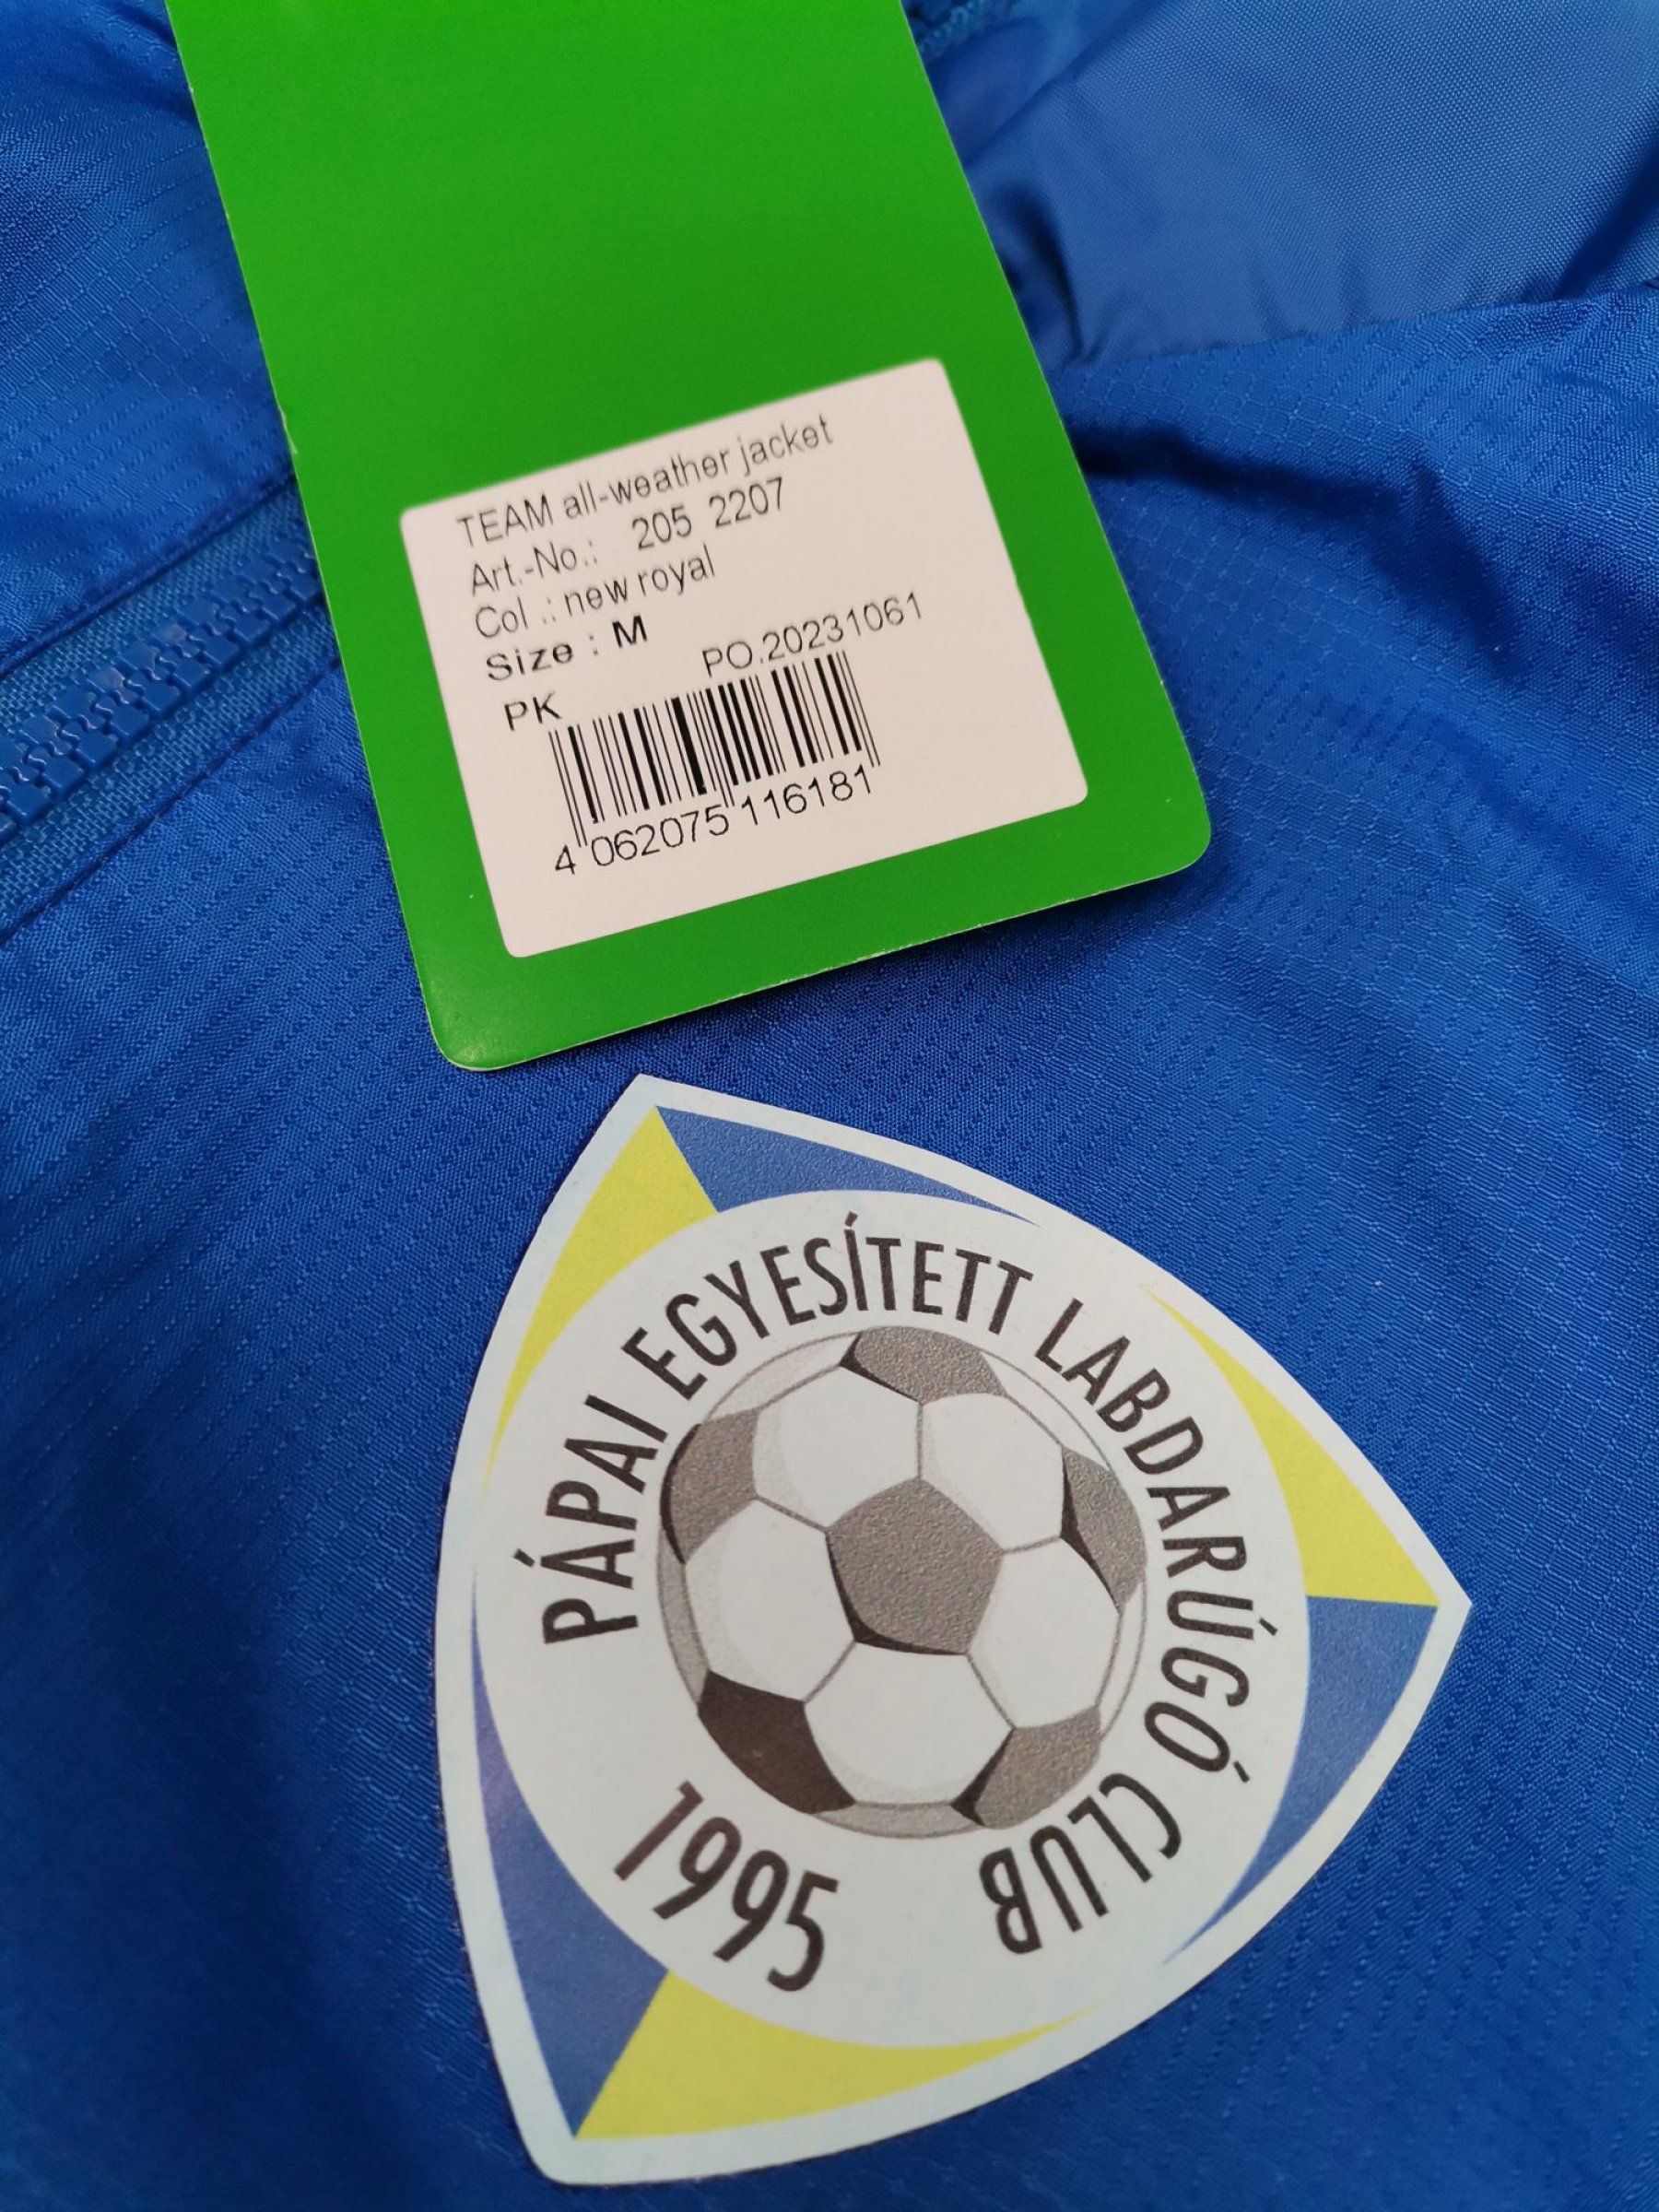 TEAM all-weather jacket
Art.-No.: 205 2207
Col .: new royal
Size : M
PO.20231061
PK
4 062075 116181
PÁPAI EGYESÍTETT LABDARÚGÓ CLUB
1995